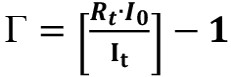 Γ = [R_t·I_0 / I_t] − 1